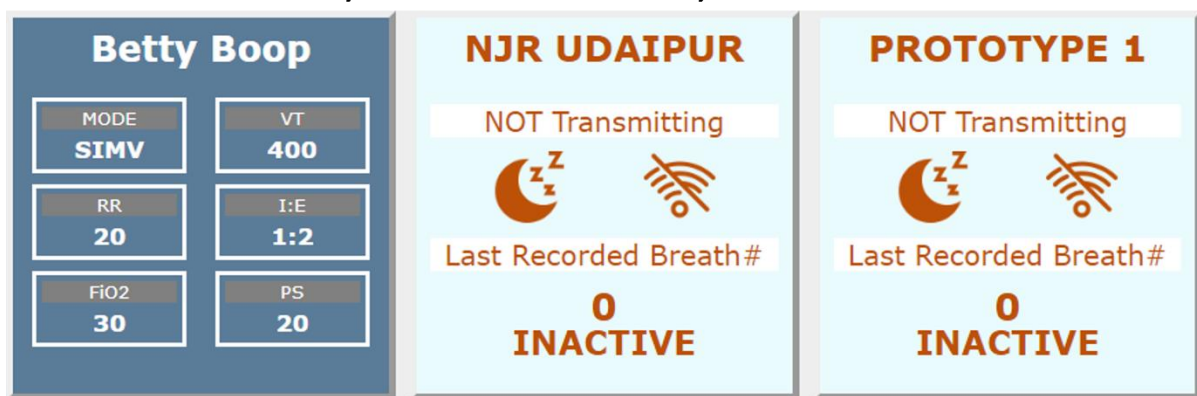 Betty Boop
MODE
SIMV
VT
400
RR
20
I:E
1:2
FiO2
30
PS
20
NJR UDAIPUR
NOT Transmitting
Z
z
z
Last Recorded Breath#
0
INACTIVE
PROTOTYPE 1
NOT Transmitting
Z
z
z
Last Recorded Breath#
0
INACTIVE